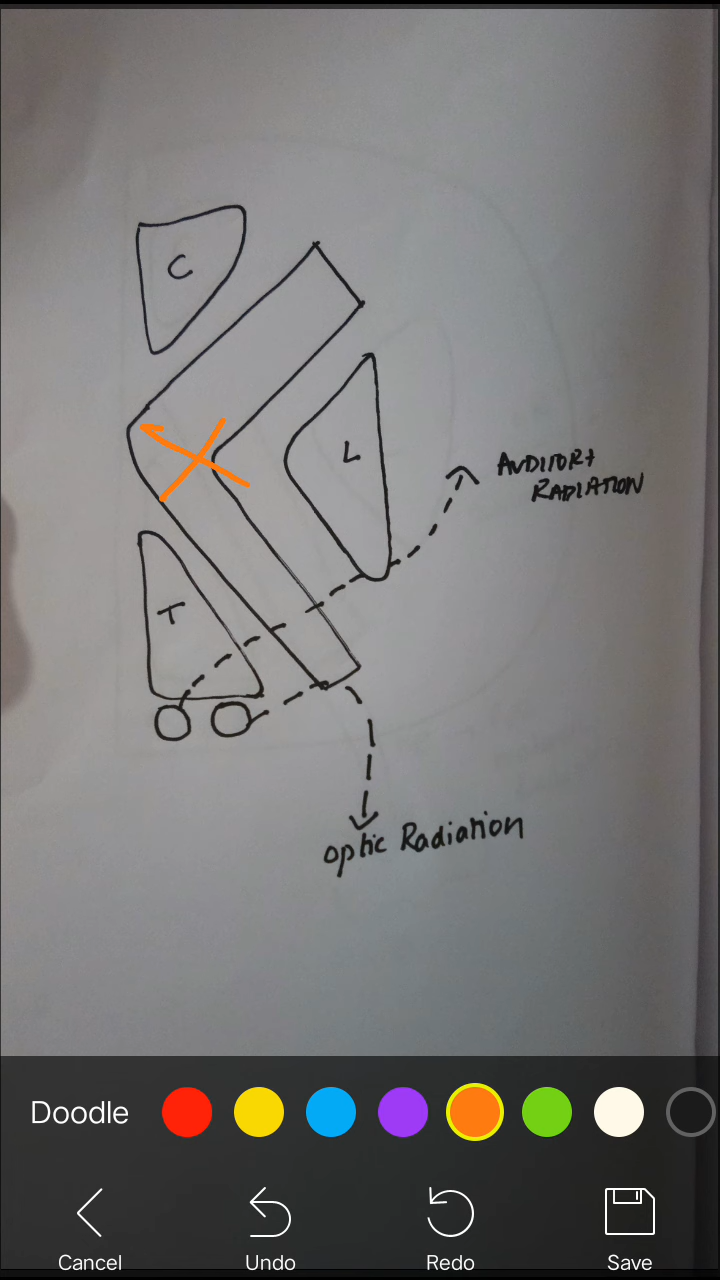 C
L
AUDITORY
RADIATION
T
optic Radiation
Doodle
Cancel
Undo
Redo
Save